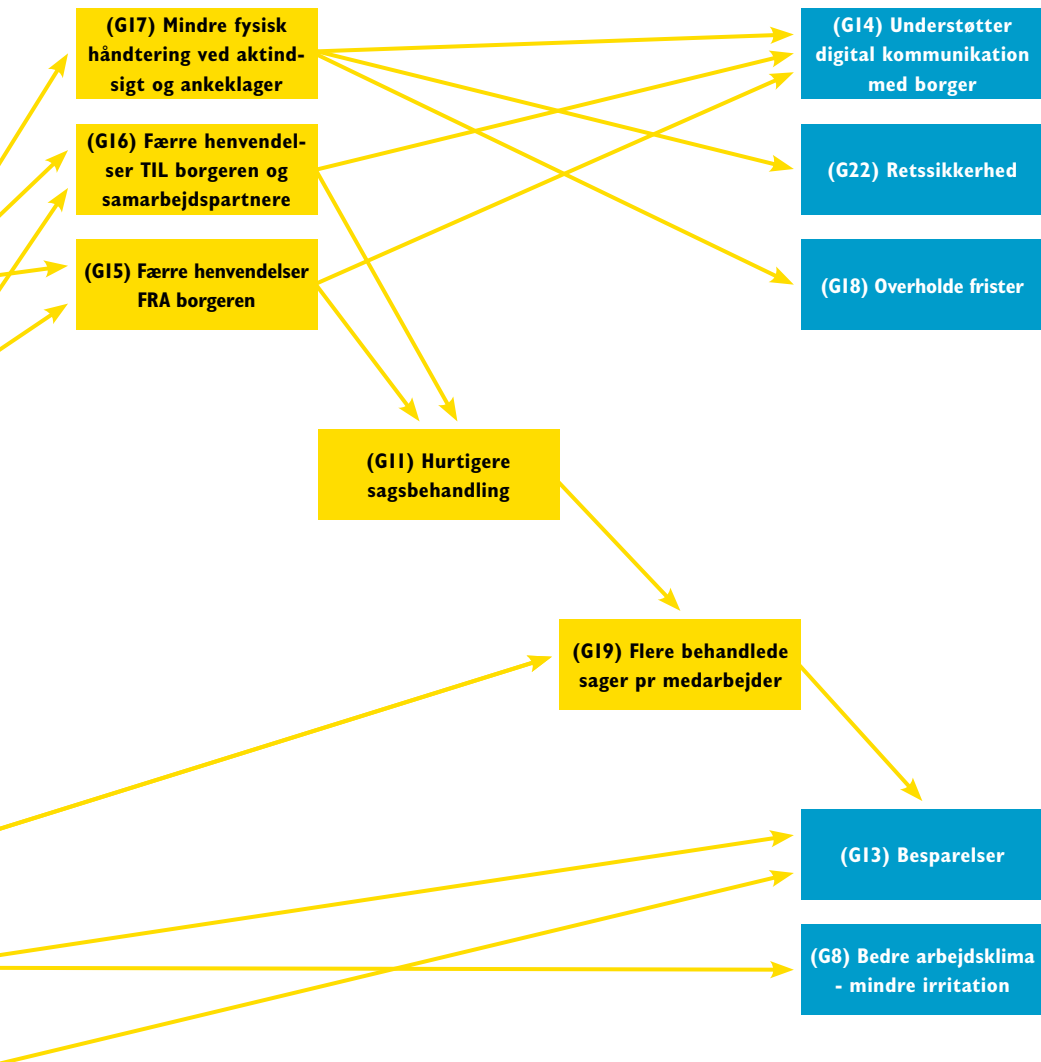 (G17) Mindre fysisk
håndtering ved aktind-
sigt og ankeklager
(G14) Understøtter
digital kommunikation
med borger
(G16) Færre henvendel-
ser TIL borgeren og
samarbejdspartnere
(G22) Retssikkerhed
(G15) Færre henvendelser
FRA borgeren
(G18) Overholde frister
(G11) Hurtigere
sagsbehandling
(G19) Flere behandlede
sager pr medarbejder
(G13) Besparelser
(G8) Bedre arbejdsklima
- mindre irritation